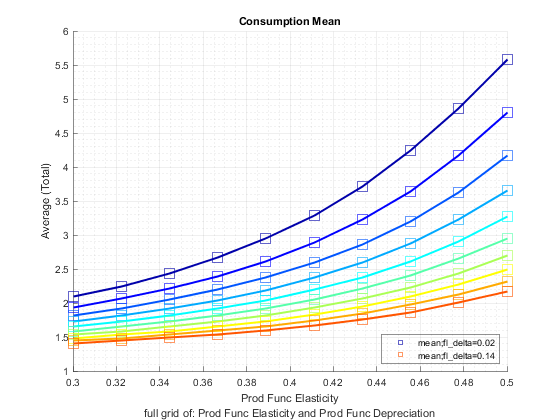 Consumption Mean
6
5.5
5
4.5
4
3.5
3
2.5
2
1.5
1
Average (Total)
mean;fl_delta=0.02
mean;fl_delta=0.14
0.3 0.32 0.34 0.36 0.38 0.4 0.42 0.44 0.46 0.48 0.5
Prod Func Elasticity
full grid of: Prod Func Elasticity and Prod Func Depreciation